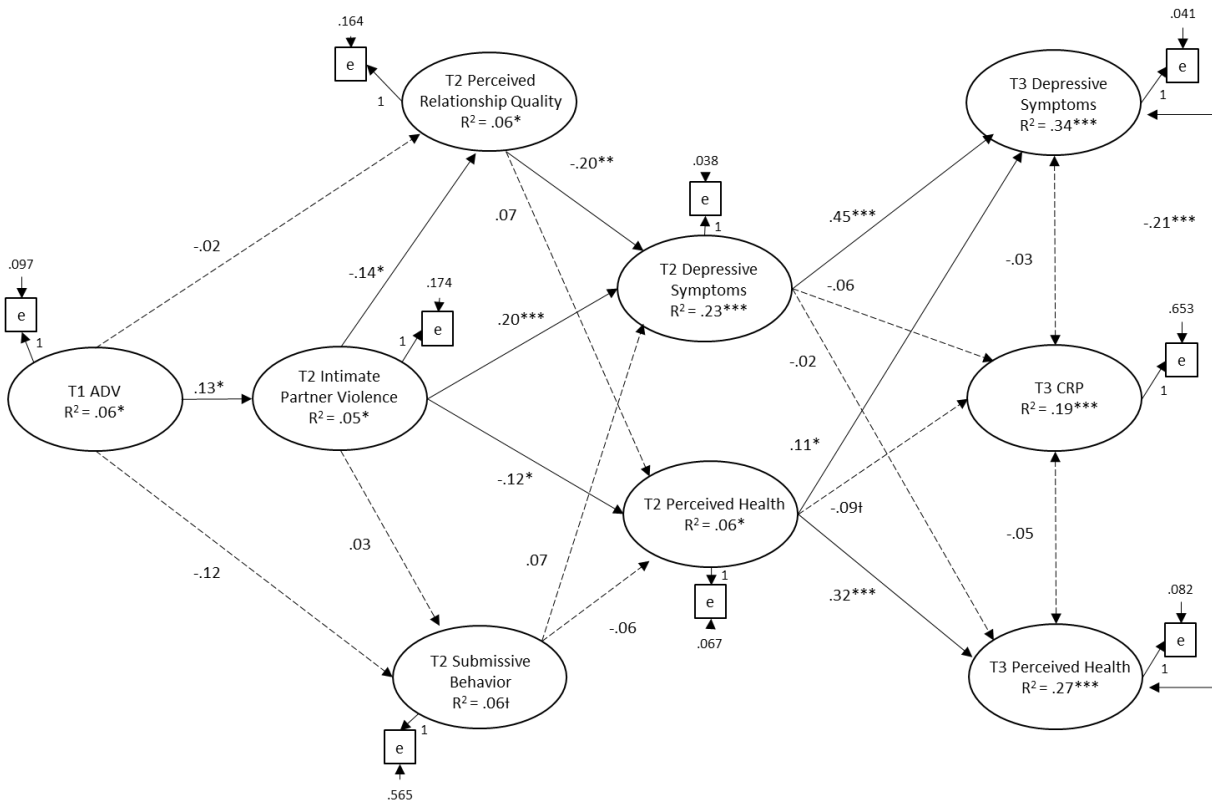 .164
e
1
T2 Perceived
Relationship Quality
R² = .06*
.041
e
1
T3 Depressive
Symptoms
R² = .34***
-.20**
.07
.038
e
1
T2 Depressive
Symptoms
R² = .23***
.45***
-.21***
-.03
-.06
-.02
-.02
.097
e
1
T1 ADV
R² = .06*
.13*
-.14*
.174
e
1
T2 Intimate
Partner Violence
R² = .05*
.20***
-.12*
.653
e
1
T3 CRP
R² = .19***
.11*
-.09ƚ
.32***
-.05
T2 Perceived Health
R² = .06*
1
e
.067
.03
-.12
.07
-.06
T2 Submissive
Behavior
R² = .06ƚ
1
e
.565
.082
e
1
T3 Perceived Health
R² = .27***